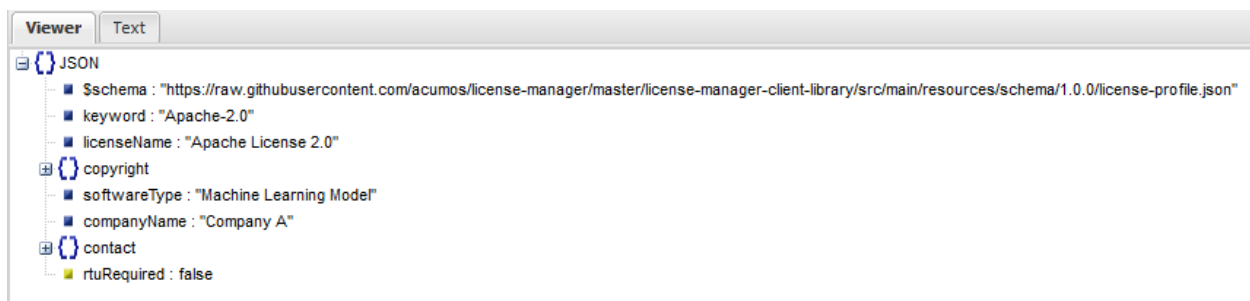 Viewer Text
JSON
$schema : "https://raw.githubusercontent.com/acumos/license-manager/master/license-manager-client-library/src/main/resources/schema/1.0.0/license-profile.json"
keyword : "Apache-2.0"
licenseName : "Apache License 2.0"
copyright
softwareType : "Machine Learning Model"
companyName : "Company A"
contact
rtuRequired : false